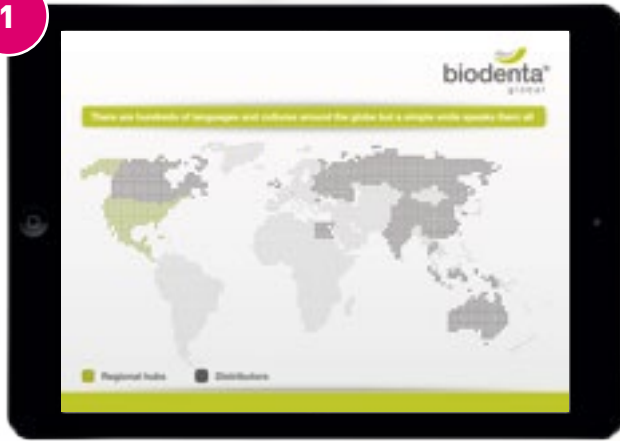 1
biodenta™
global
There are hundreds of languages and cultures around the globe but a simple smile speaks them all
Regional hubs
Distributors